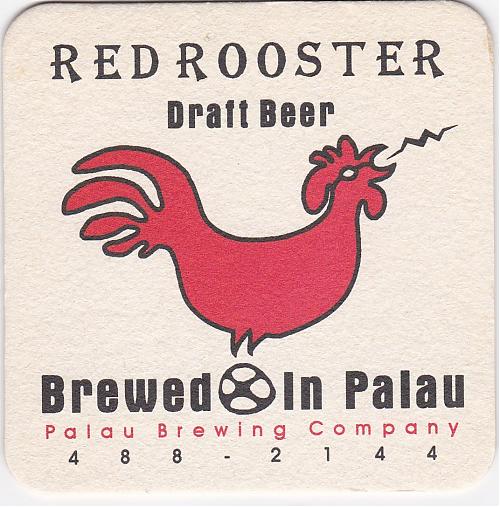 RED ROOSTER
Draft Beer
Brewed In Palau
Palau Brewing Company
488-2144